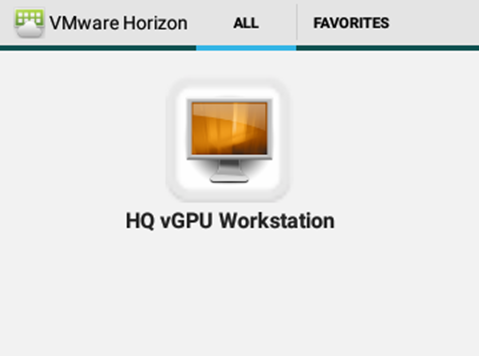 VMware Horizon ALL FAVORITES
HQ vGPU Workstation